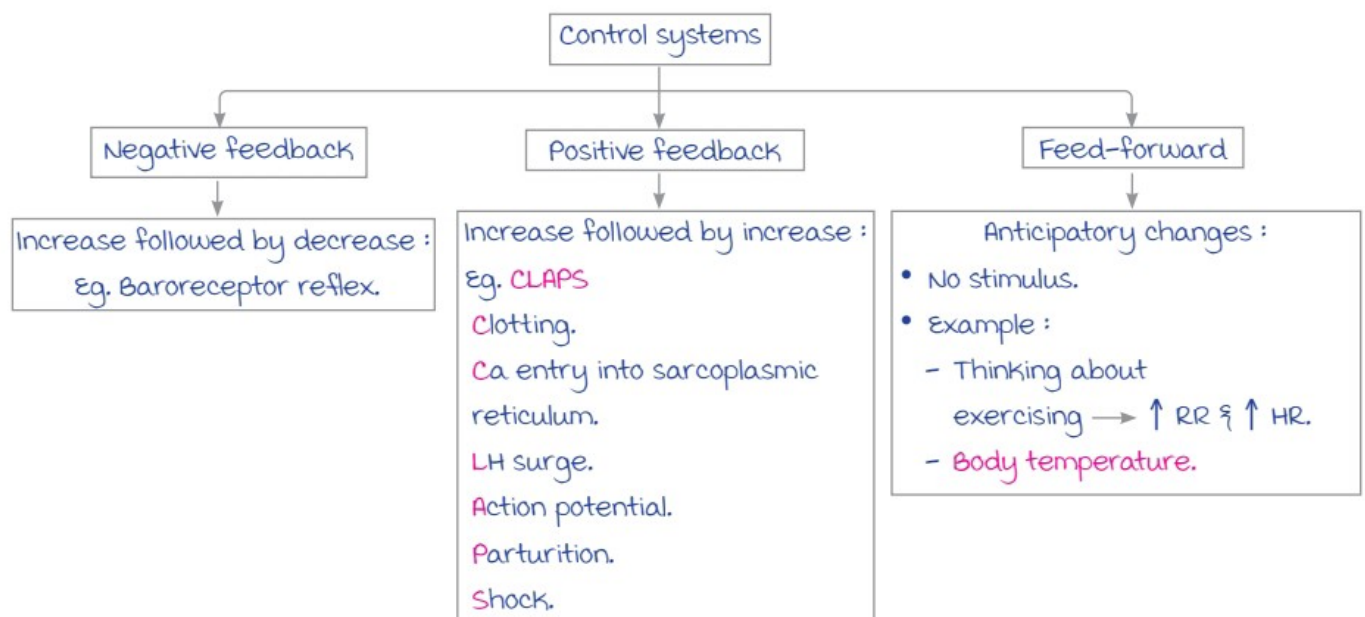 Control systems
Negative feedback
Increase followed by decrease :
Eg. Baroreceptor reflex.
Positive feedback
Increase followed by increase :
Eg. CLAPS
Clotting.
Ca entry into sarcoplasmic
reticulum.
LH surge.
Action potential.
Parturition.
Shock.
Feed-forward
Anticipatory changes :
• No stimulus.
• Example :
- Thinking about
exercising → ↑ RR & ↑ HR.
- Body temperature.